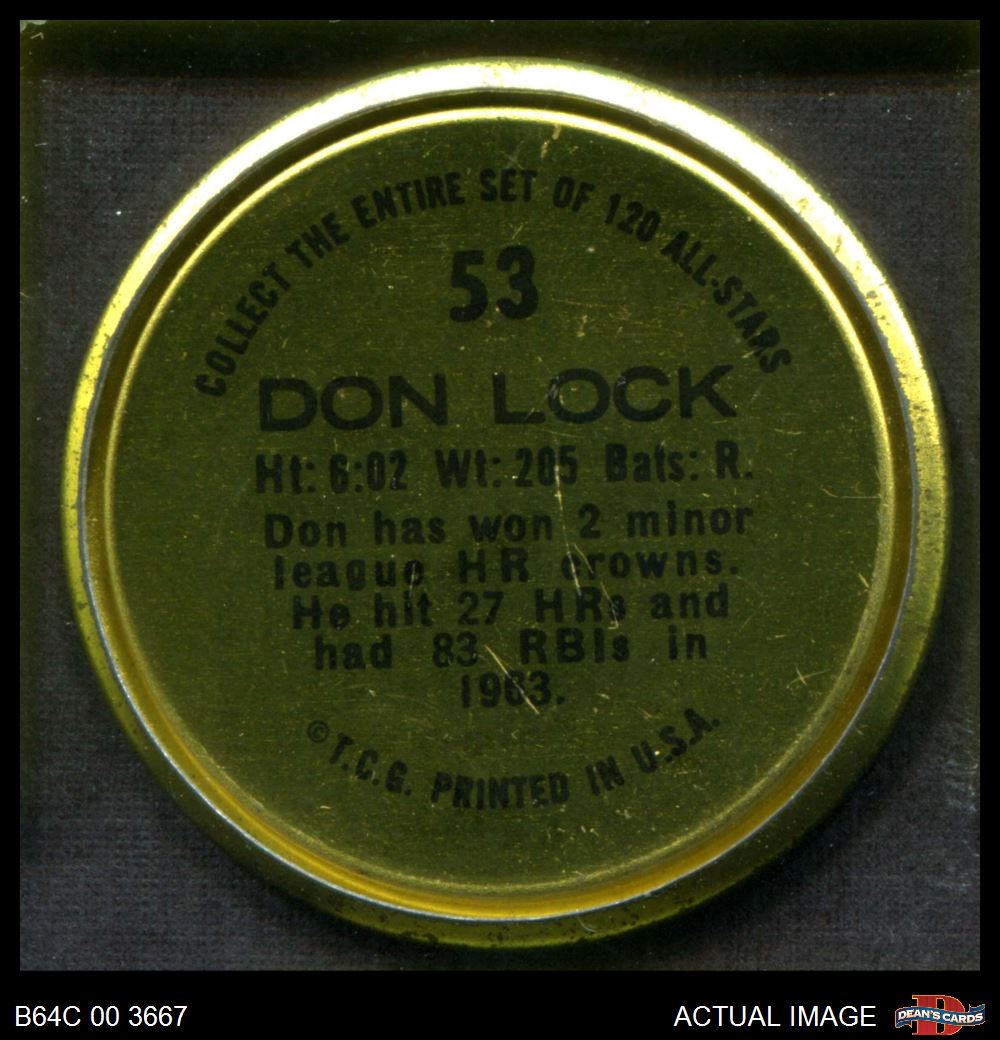 COLLECT THE ENTIRE SET OF 120 ALL-STARS
53
DON LOCK
Ht: 6:02 Wt: 205 Bats: R.
Don has won 2 minor
league HR crowns.
He hit 27 HRs and
had 83 RBIs in
1963.
© T.C.G. PRINTED IN U.S.A.
B64C 00 3667
ACTUAL IMAGE
D
DEAN'S CARDS